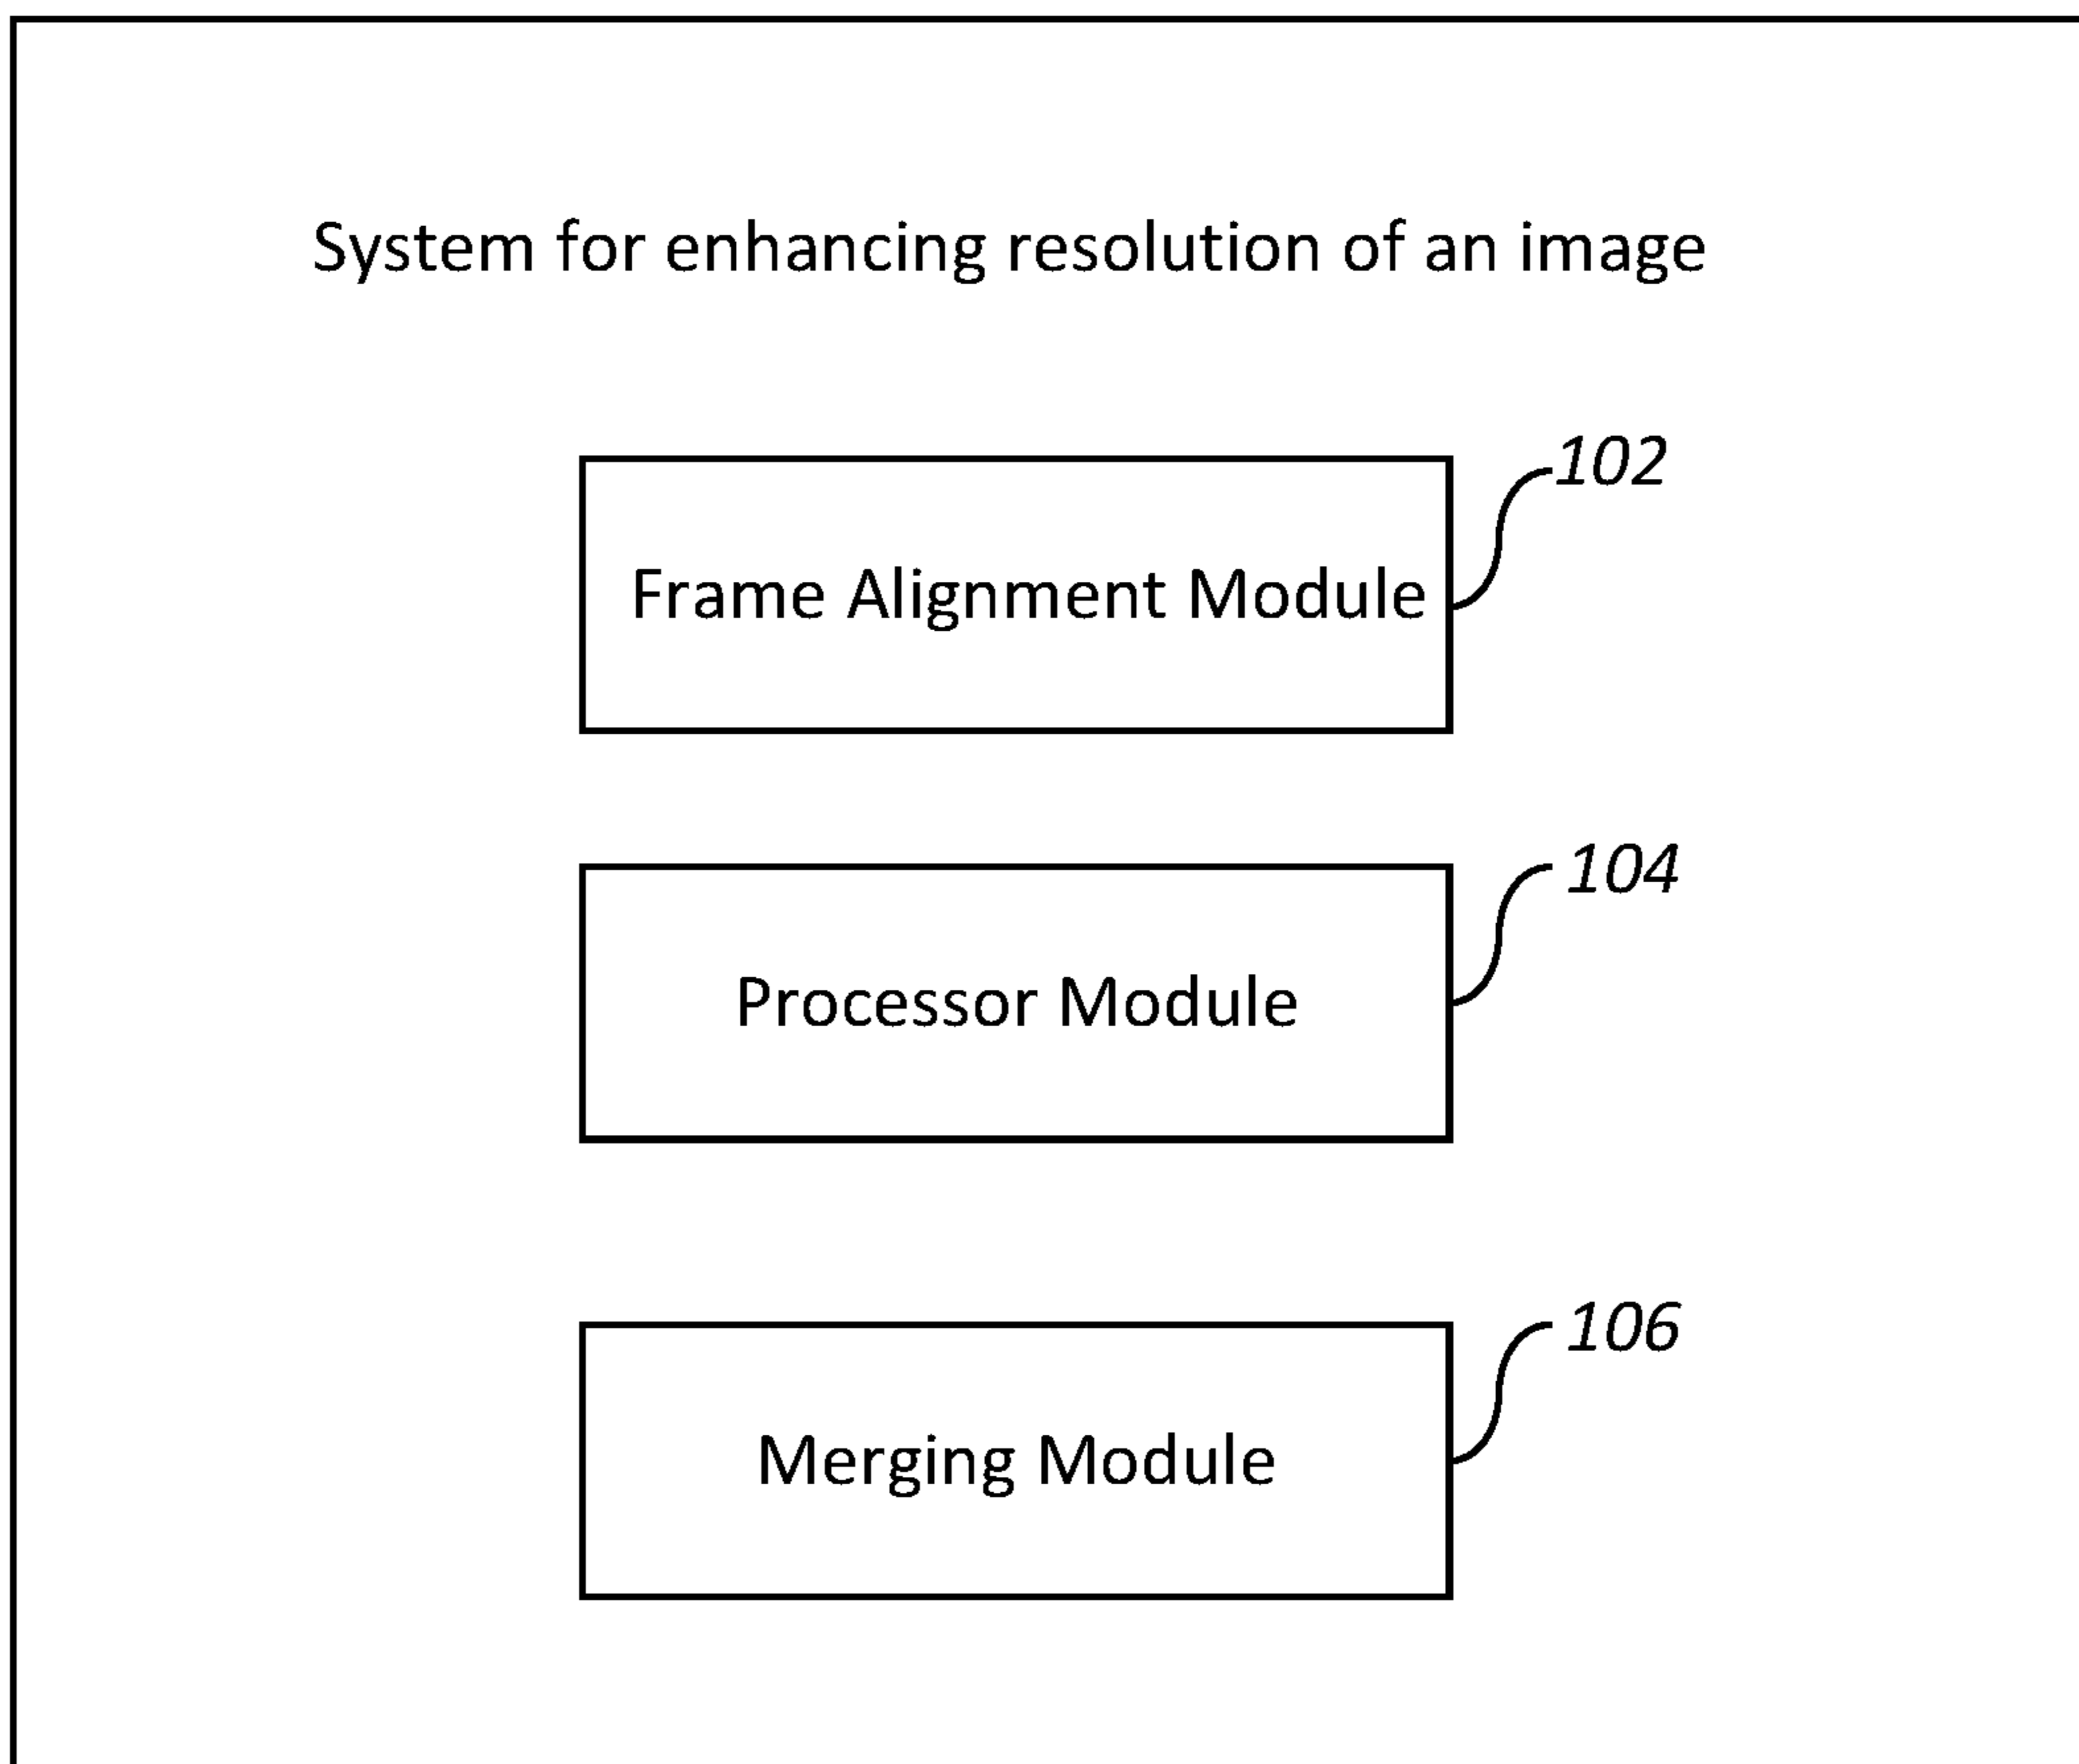 System for enhancing resolution of an image
102
Frame Alignment Module
104
Processor Module
106
Merging Module